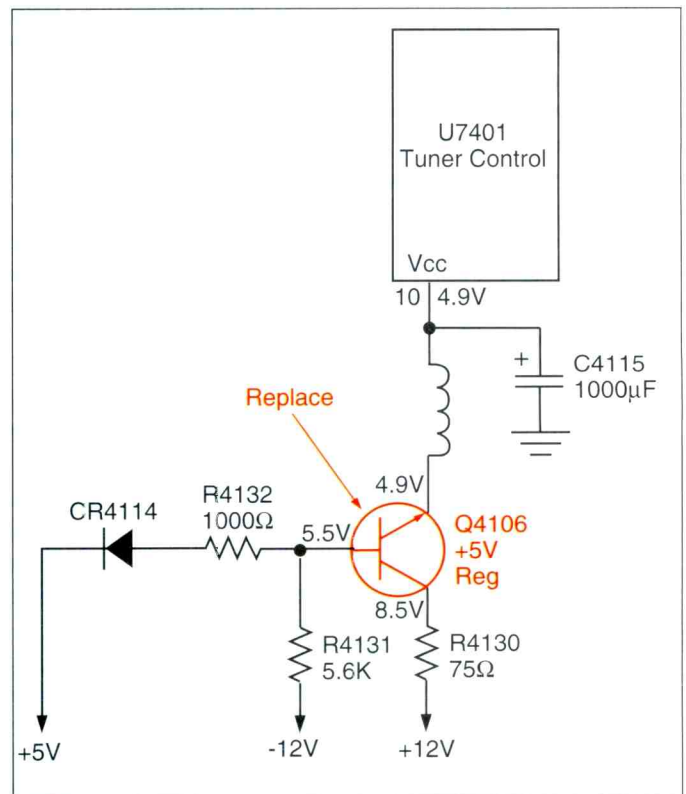 U7401
Tuner Control
Vcc
10 4.9V
+
C4115
1000µF
Replace
4.9V
R4132
1000Ω
CR4114
5.5V
Q4106
+5V
Reg
8.5V
R4131
5.6K
R4130
75Ω
+5V
-12V
+12V